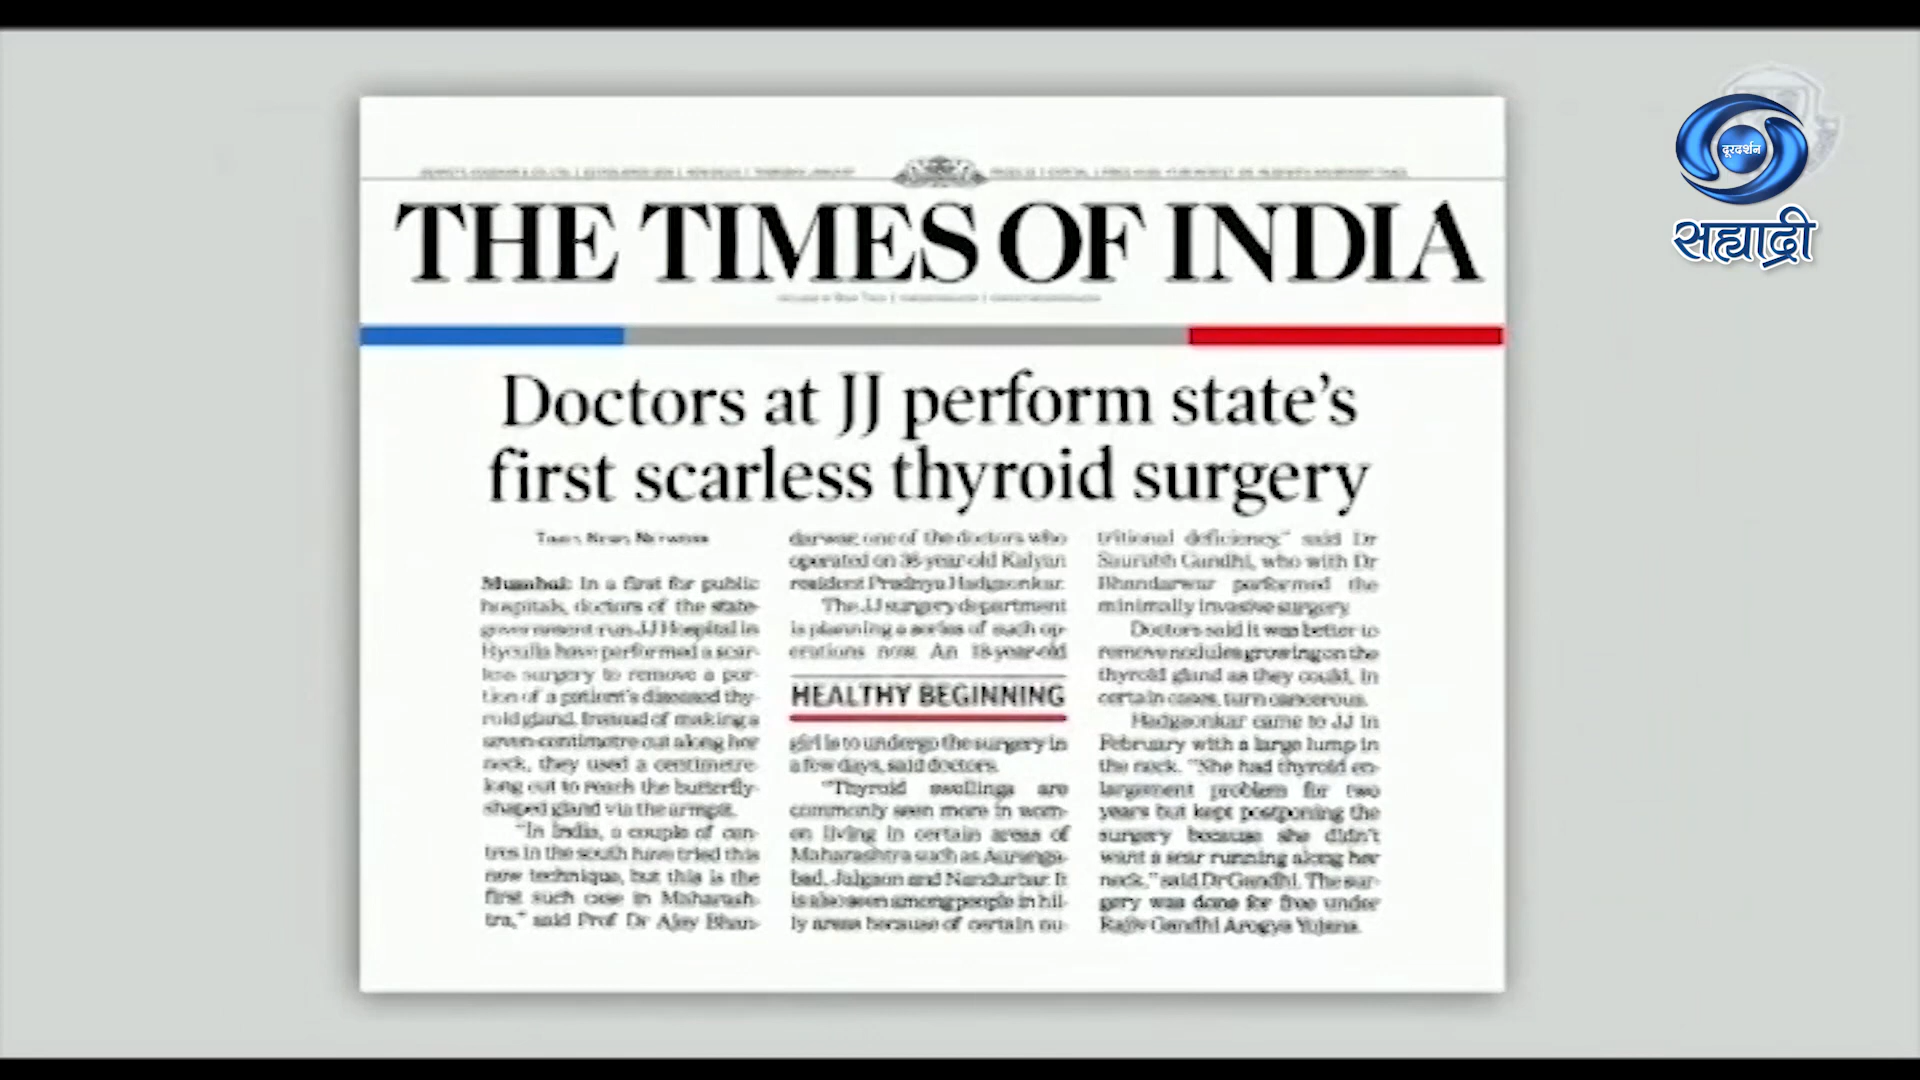 दूरदर्शन
सह्याद्री
THE TIMES OF INDIA
Doctors at JJ perform state's
first scarless thyroid surgery
Times News Network
Mumbai: In a first for public
hospitals, doctors of the state-
government-run JJ Hospital in
Byculla have performed a scar-
less surgery to remove a por-
tion of a patient's diseased thy-
roid gland. Instead of making a
seven-centimetre cut along her
neck, they used a centimetre-
long cut to reach the butterfly-
shaped gland via the armpit.
"In India, a couple of cen-
tres in the south have tried this
new technique, but this is the
first such case in Maharash-
tra," said Prof Dr Ajay Bhan-
darwar, one of the doctors who
operated on 36-year-old Kalyan
resident Pradnya Hadgaonkar.
The JJ surgery department
is planning a series of such op-
erations now. An 18-year-old
HEALTHY BEGINNING
girl is to undergo the surgery in
a few days, said doctors.
"Thyroid swellings are
commonly seen more in wom-
en living in certain areas of
Maharashtra such as Auranga-
bad, Jalgaon and Nandurbar. It
is also seen among people in hil-
ly areas because of certain nu-
tritional deficiency," said Dr
Saurabh Gandhi, who with Dr
Bhandarwar performed the
minimally invasive surgery.
Doctors said it was better to
remove nodules growing on the
thyroid gland as they could, in
certain cases, turn cancerous.
Hadgaonkar came to JJ in
February with a large lump in
the neck. "She had thyroid en-
largement problem for two
years but kept postponing the
surgery because she didn't
want a scar running along her
neck," said Dr Gandhi. The sur-
gery was done for free under
Rajiv Gandhi Arogya Yojana.